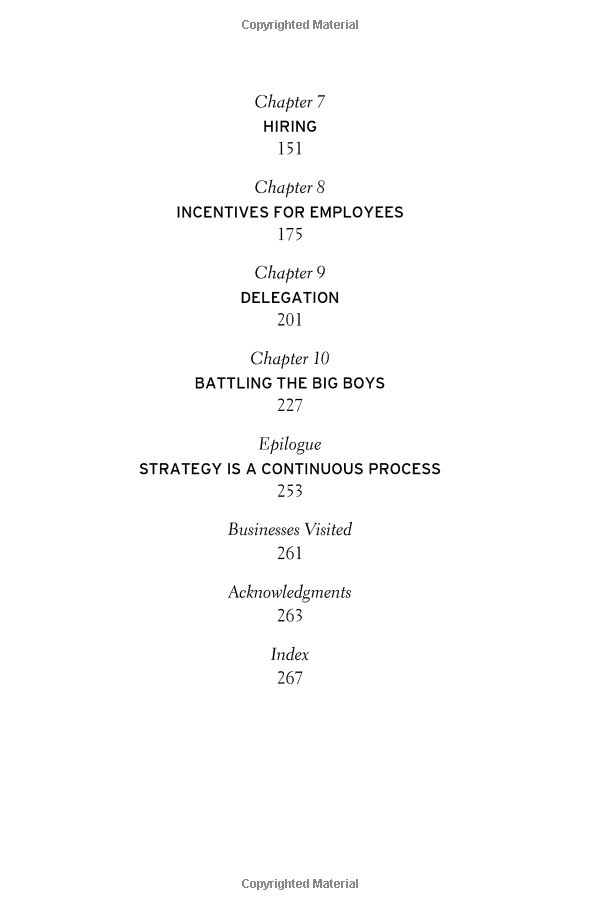 Copyrighted Material
Chapter 7
HIRING
151
Chapter 8
INCENTIVES FOR EMPLOYEES
175
Chapter 9
DELEGATION
201
Chapter 10
BATTLING THE BIG BOYS
227
Epilogue
STRATEGY IS A CONTINUOUS PROCESS
253
Businesses Visited
261
Acknowledgments
263
Index
267
Copyrighted Material